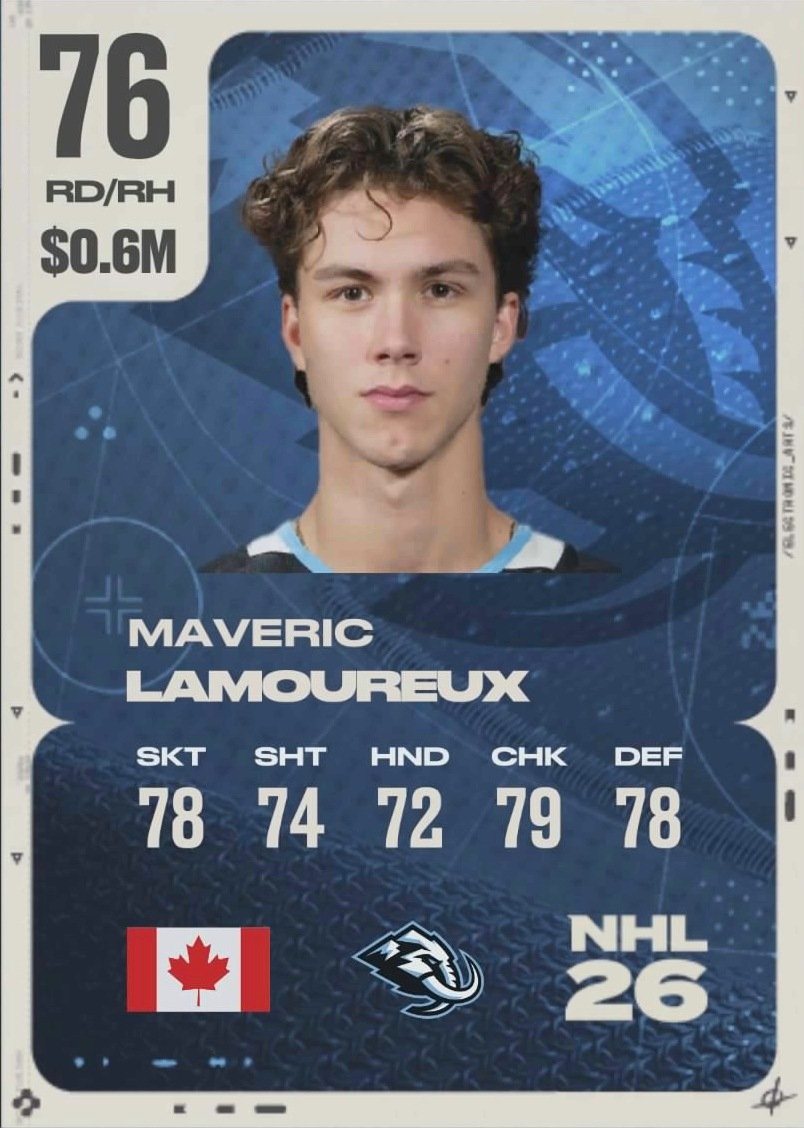 76
RD/RH
$0.6M
MAVERIC
LAMOUREUX
SKT SHT HND CHK DEF
78 74 72 79 78
NHL
26